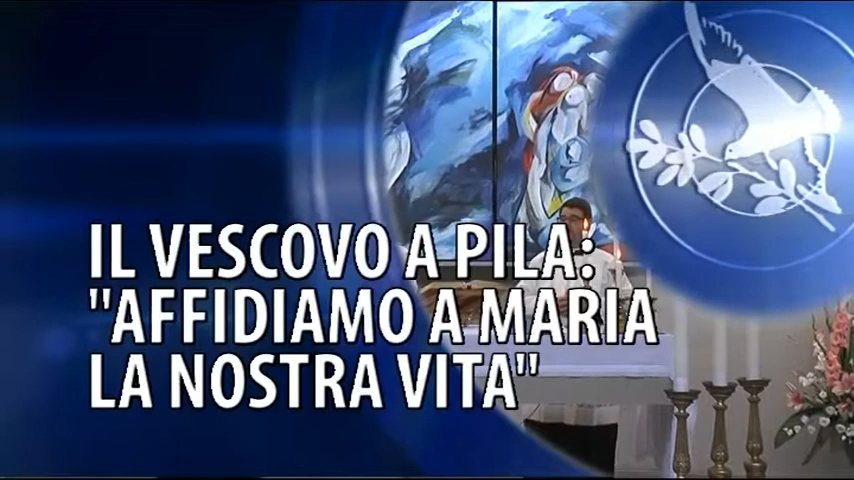 IL VESCOVO A PILA:
"AFFIDIAMO A MARIA
LA NOSTRA VITA"